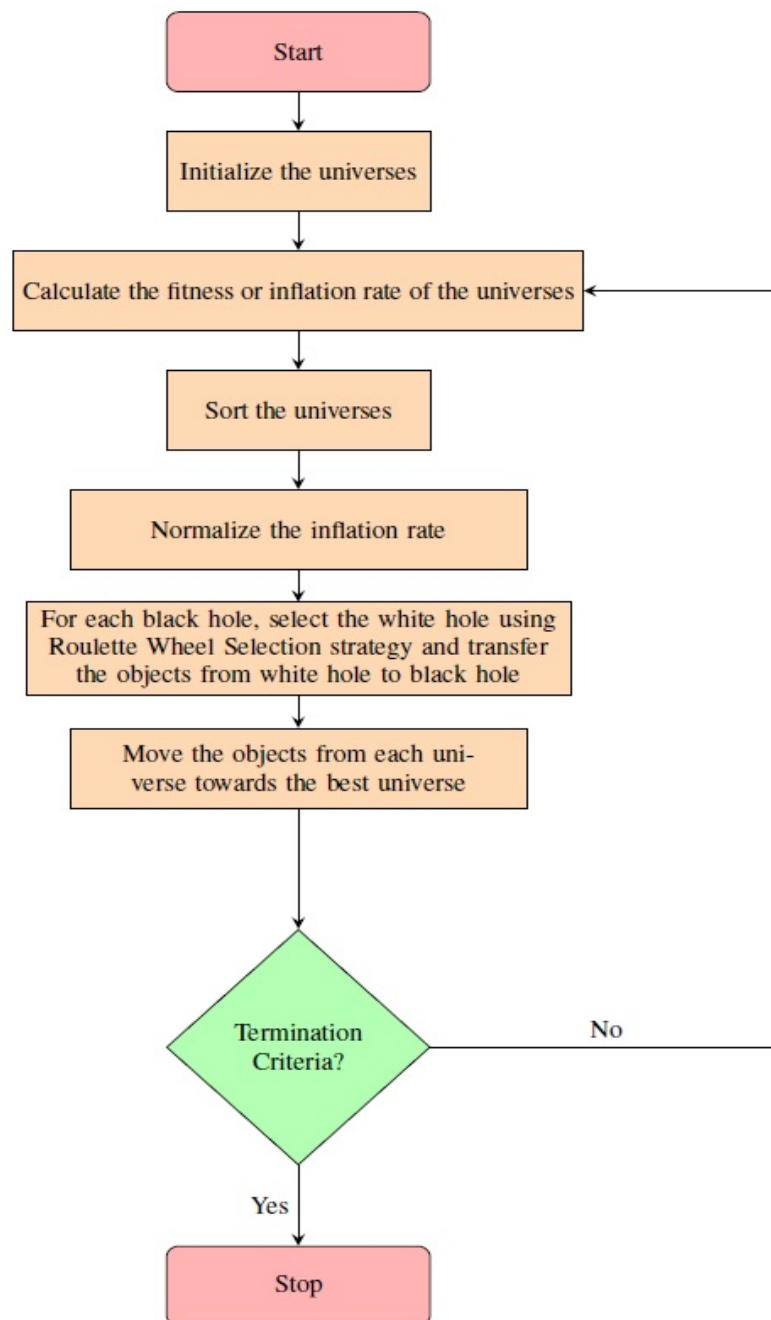 Start
Initialize the universes
Calculate the fitness or inflation rate of the universes
Sort the universes
Normalize the inflation rate
For each black hole, select the white hole using
Roulette Wheel Selection strategy and transfer
the objects from white hole to black hole
Move the objects from each uni-
verse towards the best universe
Termination
Criteria?
No
Yes
Stop